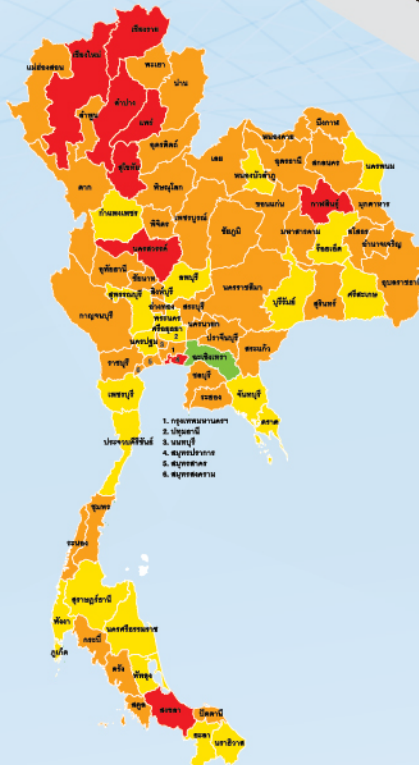 เชียงราย
เชียงใหม่
แม่ฮ่องสอน
พะเยา
น่าน
ลำปาง
ลำพูน
แพร่
อุตรดิตถ์
สุโขทัย
ตาก
พิษณุโลก
กำแพงเพชร
พิจิตร
เพชรบูรณ์
เลย
หนองคาย
บึงกาฬ
หนองบัวลำภู
อุดรธานี
สกลนคร
นครพนม
ขอนแก่น
กาฬสินธุ์
มุกดาหาร
ชัยภูมิ
มหาสารคาม
ร้อยเอ็ด
ยโสธร
อำนาจเจริญ
นครสวรรค์
อุทัยธานี
ชัยนาท
ลพบุรี
นครราชสีมา
บุรีรัมย์
สุรินทร์
ศรีสะเกษ
อุบลราชธานี
สุพรรณบุรี
สิงห์บุรี
อ่างทอง
สระบุรี
กาญจนบุรี
พระนคร
ศรีอยุธยา
นครนายก
ปราจีนบุรี
สระแก้ว
นครปฐม
2
3
1
4
5
6
ฉะเชิงเทรา
ราชบุรี
ชลบุรี
ระยอง
จันทบุรี
ตราด
เพชรบุรี
ประจวบคีรีขันธ์
1. กรุงเทพมหานครฯ
2. ปทุมธานี
3. นนทบุรี
4. สมุทรปราการ
5. สมุทรสาคร
6. สมุทรสงคราม
ชุมพร
ระนอง
สุราษฎร์ธานี
พังงา
นครศรีธรรมราช
ภูเก็ต
กระบี่
ตรัง
พัทลุง
สตูล
สงขลา
ปัตตานี
ยะลา
นราธิวาส